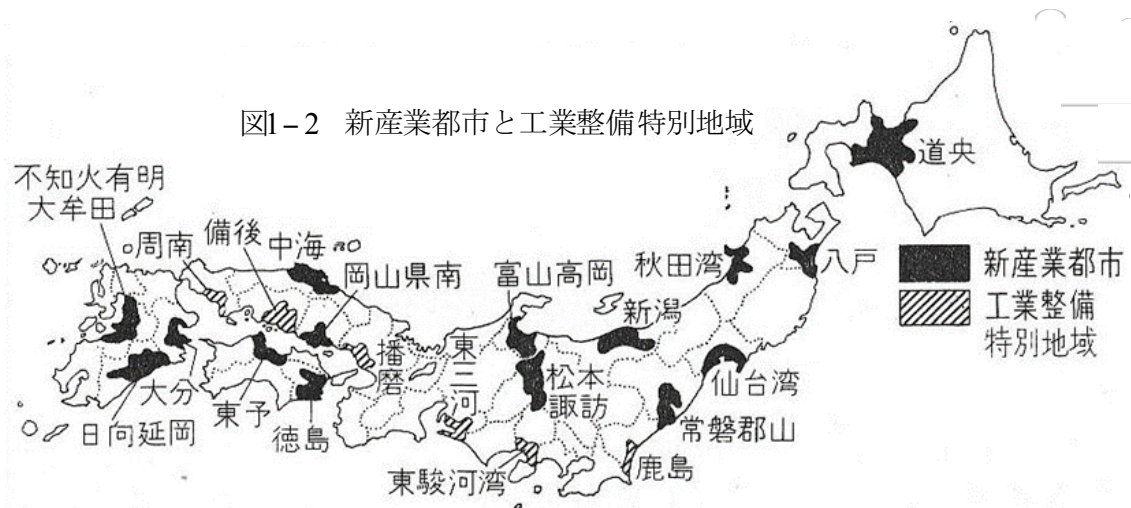 図1-2 新産業都市と工業整備特別地域
道央
不知火有明
大牟田
周南
備後
中海
岡山県南
富山高岡
秋田湾
八戸
新産業都市
工業整備
特別地域
新潟
播磨
東三河
松本
諏訪
仙台湾
大分
東予
徳島
日向延岡
常磐郡山
東駿河湾
鹿島